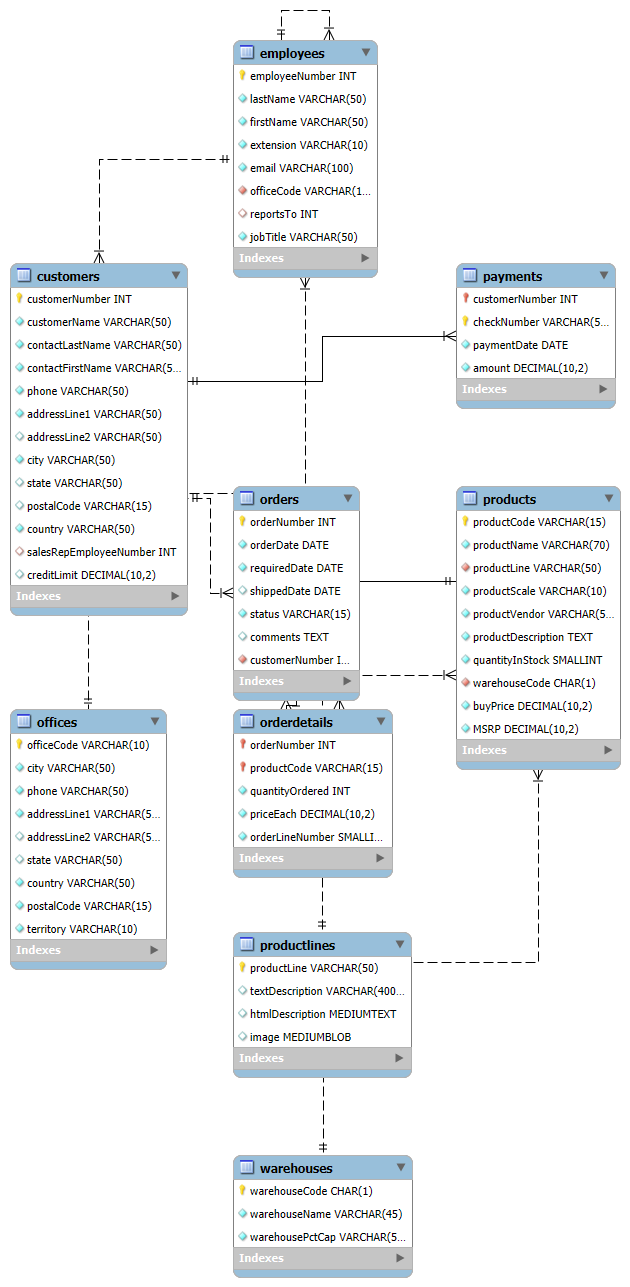 employees
employeeNumber INT
lastName VARCHAR(50)
firstName VARCHAR(50)
extension VARCHAR(10)
email VARCHAR(100)
officeCode VARCHAR(1...
reportsTo INT
jobTitle VARCHAR(50)
Indexes
customers
customerNumber INT
customerName VARCHAR(50)
contactLastName VARCHAR(50)
contactFirstName VARCHAR(5...
phone VARCHAR(50)
addressLine1 VARCHAR(50)
addressLine2 VARCHAR(50)
city VARCHAR(50)
state VARCHAR(50)
postalCode VARCHAR(15)
country VARCHAR(50)
salesRepEmployeeNumber INT
creditLimit DECIMAL(10,2)
Indexes
payments
customerNumber INT
checkNumber VARCHAR(5...
paymentDate DATE
amount DECIMAL(10,2)
Indexes
orders
orderNumber INT
orderDate DATE
requiredDate DATE
shippedDate DATE
status VARCHAR(15)
comments TEXT
customerNumber I...
Indexes
products
productCode VARCHAR(15)
productName VARCHAR(70)
productLine VARCHAR(50)
productScale VARCHAR(10)
productVendor VARCHAR(5...
productDescription TEXT
quantityInStock SMALLINT
warehouseCode CHAR(1)
buyPrice DECIMAL(10,2)
MSRP DECIMAL(10,2)
Indexes
offices
officeCode VARCHAR(10)
city VARCHAR(50)
phone VARCHAR(50)
addressLine1 VARCHAR(5...
addressLine2 VARCHAR(5...
state VARCHAR(50)
country VARCHAR(50)
postalCode VARCHAR(15)
territory VARCHAR(10)
Indexes
orderdetails
orderNumber INT
productCode VARCHAR(15)
quantityOrdered INT
priceEach DECIMAL(10,2)
orderLineNumber SMALLI...
Indexes
productlines
productLine VARCHAR(50)
textDescription VARCHAR(400...
htmlDescription MEDIUMTEXT
image MEDIUMBLOB
Indexes
warehouses
warehouseCode CHAR(1)
warehouseName VARCHAR(45)
warehousePctCap VARCHAR(5...
Indexes